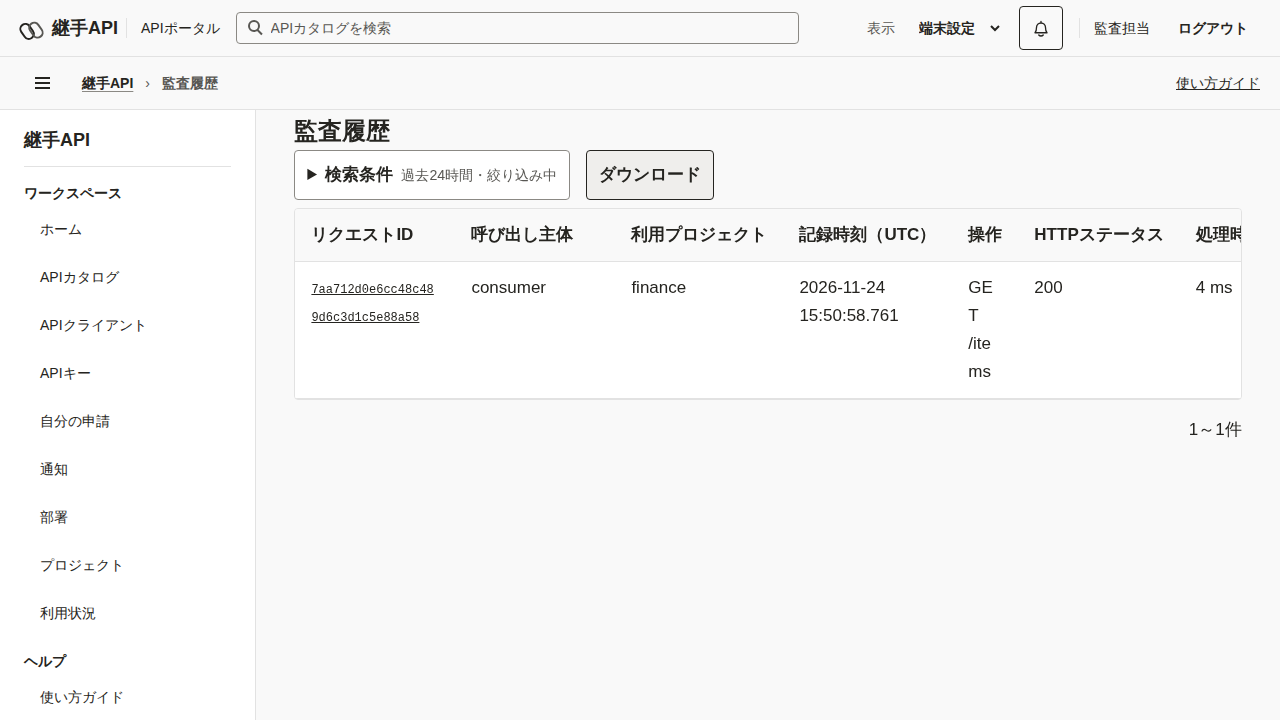 継手API
APIポータル
APIカタログを検索
表示
端末設定
監査担当
ログアウト
継手API › 監査履歴
使い方ガイド
継手API
ワークスペース
ホーム
APIカタログ
APIクライアント
APIキー
自分の申請
通知
部署
プロジェクト
利用状況
ヘルプ
使い方ガイド
監査履歴
▶ 検索条件 過去24時間・絞り込み中
ダウンロード
リクエストID 呼び出し主体 利用プロジェクト 記録時刻（UTC） 操作 HTTPステータス 処理時
7aa712d0e6cc48c48
9d6c3d1c5e88a58
consumer
finance
2026-11-24
15:50:58.761
GE
T
/ite
ms
200
4 ms
1～1件